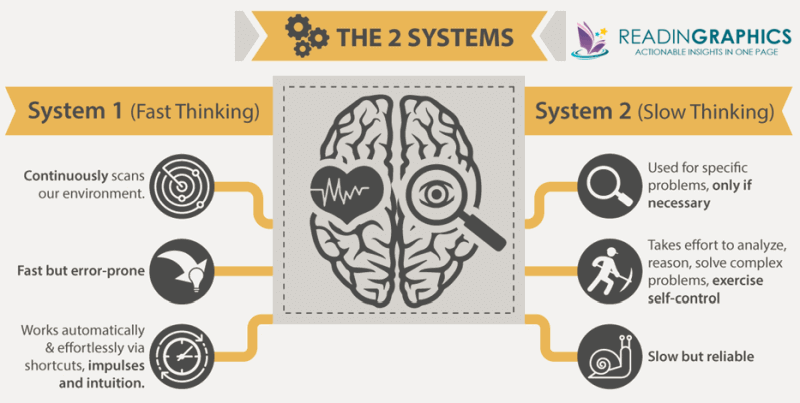 THE 2 SYSTEMS
READINGRAPHICS
ACTIONABLE INSIGHTS IN ONE PAGE
System 1 (Fast Thinking)
Continuously scans
our environment.
Fast but error-prone
Works automatically
& effortlessly via
shortcuts, impulses
and intuition.
System 2 (Slow Thinking)
Used for specific
problems, only if
necessary
Takes effort to analyze,
reason, solve complex
problems, exercise
self-control
Slow but reliable